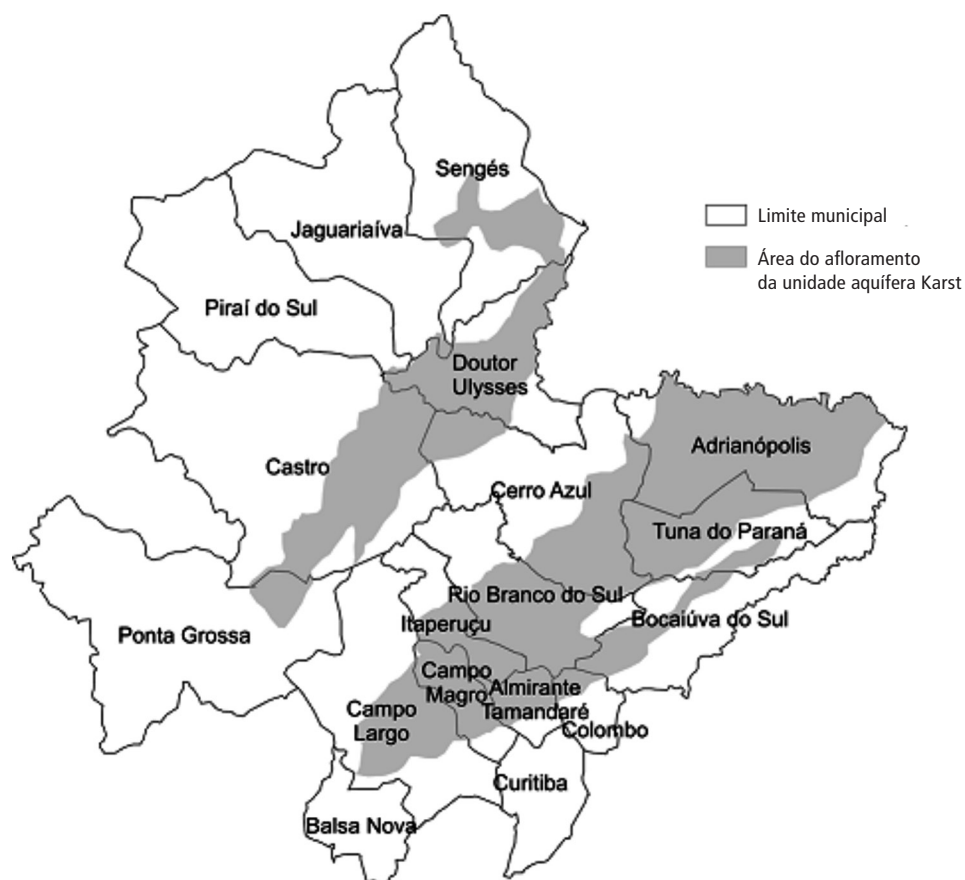 Sengés
Limite municipal
Jaguariaíva
Área do afloramento
da unidade aquífera Karst
Piraí do Sul
Doutor
Ulysses
Adrianópolis
Castro
Cerro Azul
Tuna do Paraná
Rio Branco do Sul
Bocaiúva do Sul
Itaperuçu
Ponta Grossa
Campo
Magro
Almirante
Tamandaré
Campo
Largo
Colombo
Curitiba
Balsa Nova